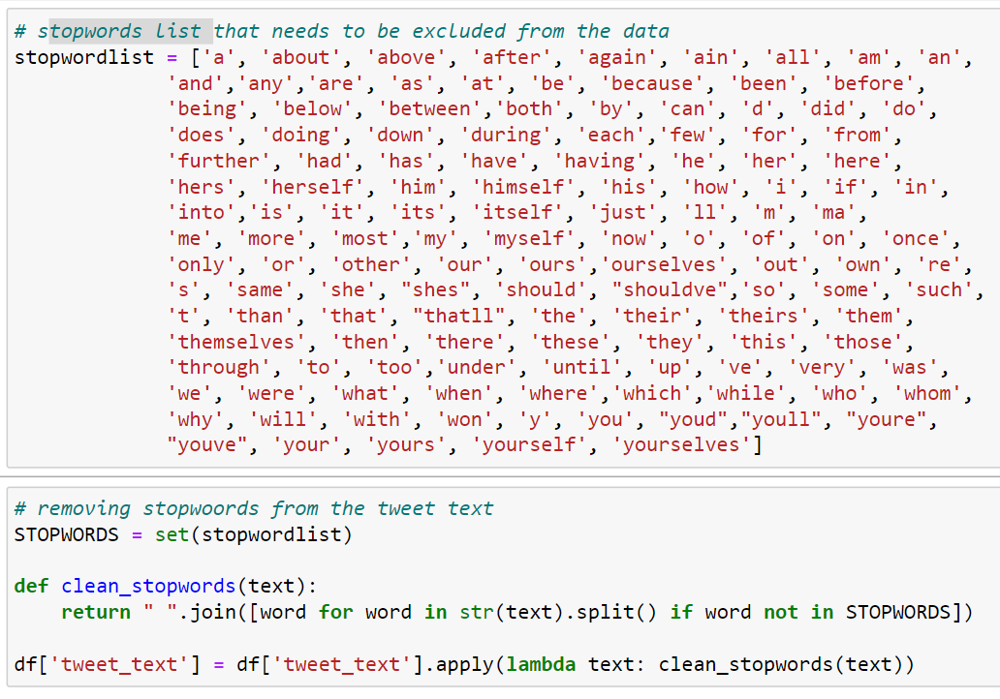 # stopwords list that needs to be excluded from the data
stopwordlist = ['a', 'about', 'above', 'after', 'again', 'ain', 'all', 'am', 'an',
'and','any','are', 'as', 'at', 'be', 'because', 'been', 'before',
'being', 'below', 'between','both', 'by', 'can', 'd', 'did', 'do',
'does', 'doing', 'down', 'during', 'each','few', 'for', 'from',
'further', 'had', 'has', 'have', 'having', 'he', 'her', 'here',
'hers', 'herself', 'him', 'himself', 'his', 'how', 'i', 'if', 'in',
'into','is', 'it', 'its', 'itself', 'just', 'll', 'm', 'ma',
'me', 'more', 'most','my', 'myself', 'now', 'o', 'of', 'on', 'once',
'only', 'or', 'other', 'our', 'ours','ourselves', 'out', 'own', 're',
's', 'same', 'she', "shes", 'should', "shouldve",'so', 'some', 'such',
't', 'than', 'that', "thatll", 'the', 'their', 'theirs', 'them',
'themselves', 'then', 'there', 'these', 'they', 'this', 'those',
'through', 'to', 'too','under', 'until', 'up', 've', 'very', 'was',
'we', 'were', 'what', 'when', 'where','which','while', 'who', 'whom',
'why', 'will', 'with', 'won', 'y', 'you', "youd","youll", "youre",
"youve", 'your', 'yours', 'yourself', 'yourselves']
# removing stopwoords from the tweet text
STOPWORDS = set(stopwordlist)
def clean_stopwords(text):
return " ".join([word for word in str(text).split() if word not in STOPWORDS])
df['tweet_text'] = df['tweet_text'].apply(lambda text: clean_stopwords(text))